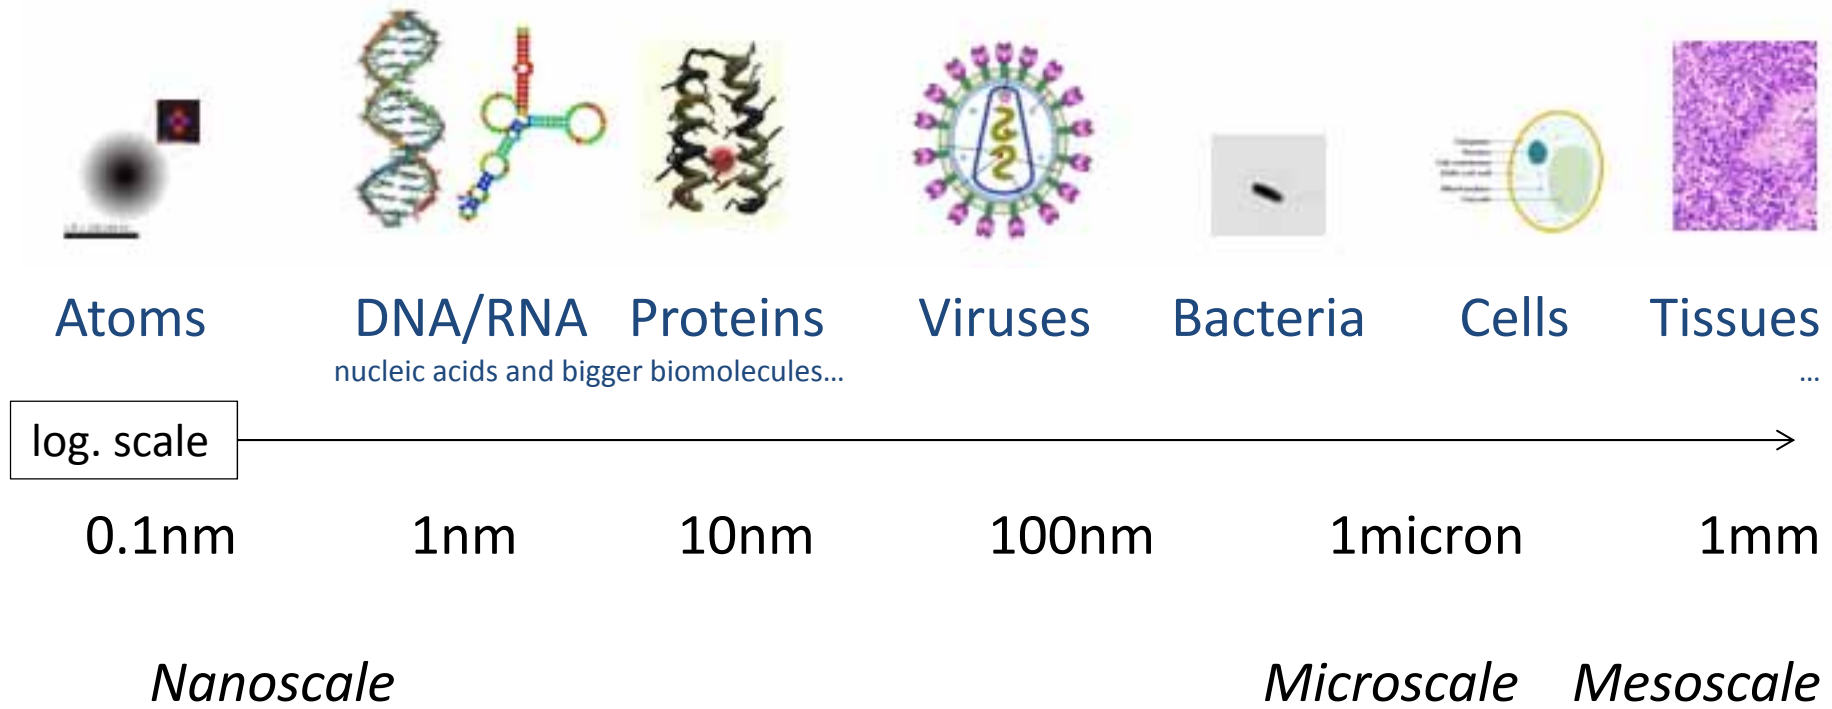 Atoms DNA/RNA Proteins Viruses Bacteria Cells Tissues
nucleic acids and bigger biomolecules… …
log. scale
0.1nm 1nm 10nm 100nm 1micron 1mm
Nanoscale Microscale Mesoscale